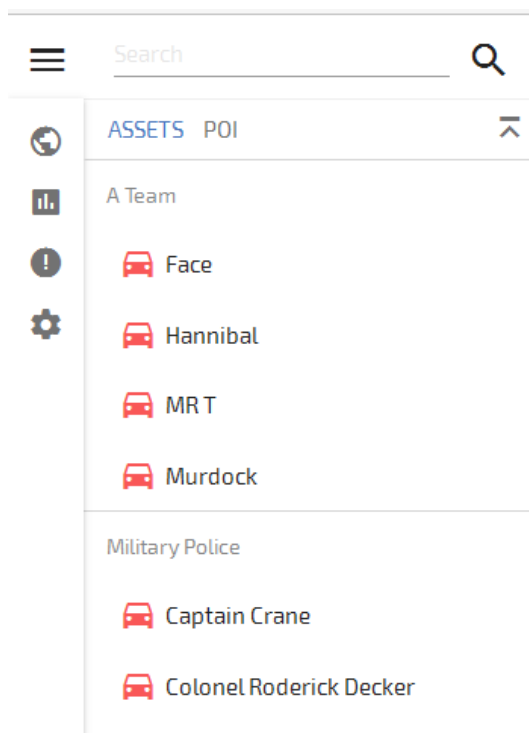 Search
ASSETS POI
A Team
Face
Hannibal
MR T
Murdock
Military Police
Captain Crane
Colonel Roderick Decker